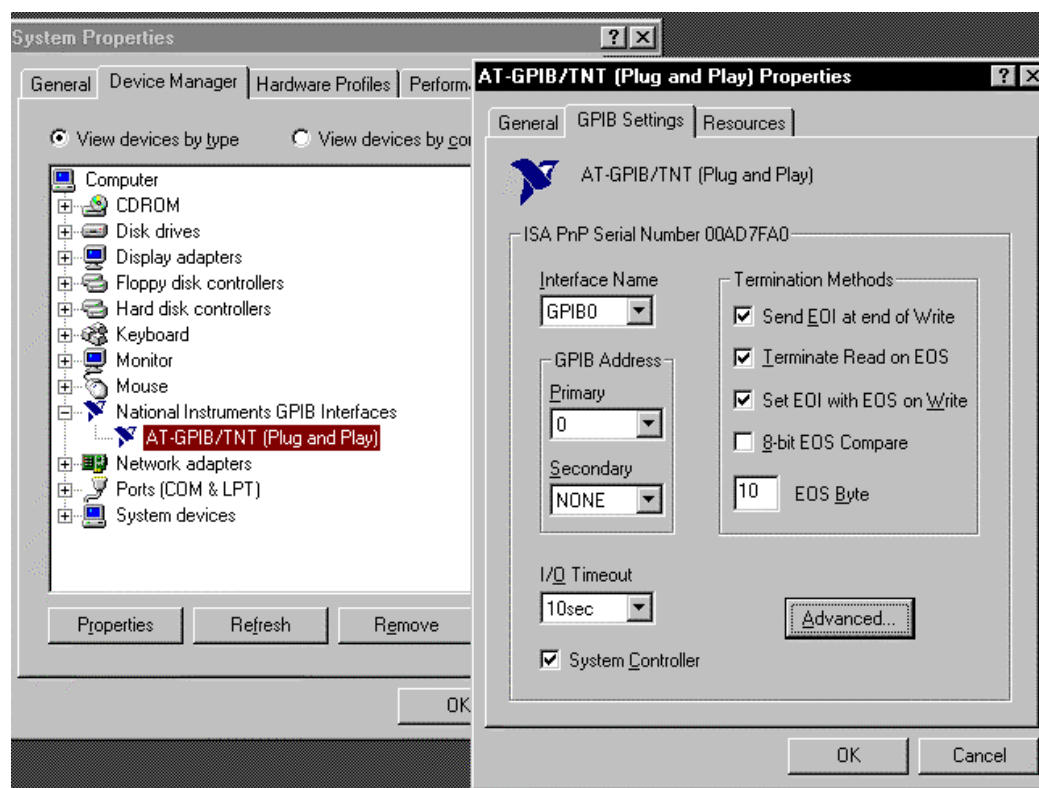 System Properties
General
Device Manager
Hardware Profiles
Perform
View devices by type
View devices by co
Computer
CDROM
Disk drives
Display adapters
Floppy disk controllers
Hard disk controllers
Keyboard
Monitor
Mouse
National Instruments GPIB Interfaces
AT-GPIB/TNT (Plug and Play)
Network adapters
Ports (COM & LPT)
System devices
Properties
Refresh
Remove
OK
AT-GPIB/TNT (Plug and Play) Properties
General
GPIB Settings
Resources
AT-GPIB/TNT (Plug and Play)
ISA PnP Serial Number 00AD7FA0
Interface Name
GPIB0
GPIB Address
Primary
0
Secondary
NONE
I/O Timeout
10sec
System Controller
Termination Methods
Send EOI at end of Write
Terminate Read on EOS
Set EOI with EOS on Write
8-bit EOS Compare
10 EOS Byte
Advanced...
OK
Cancel